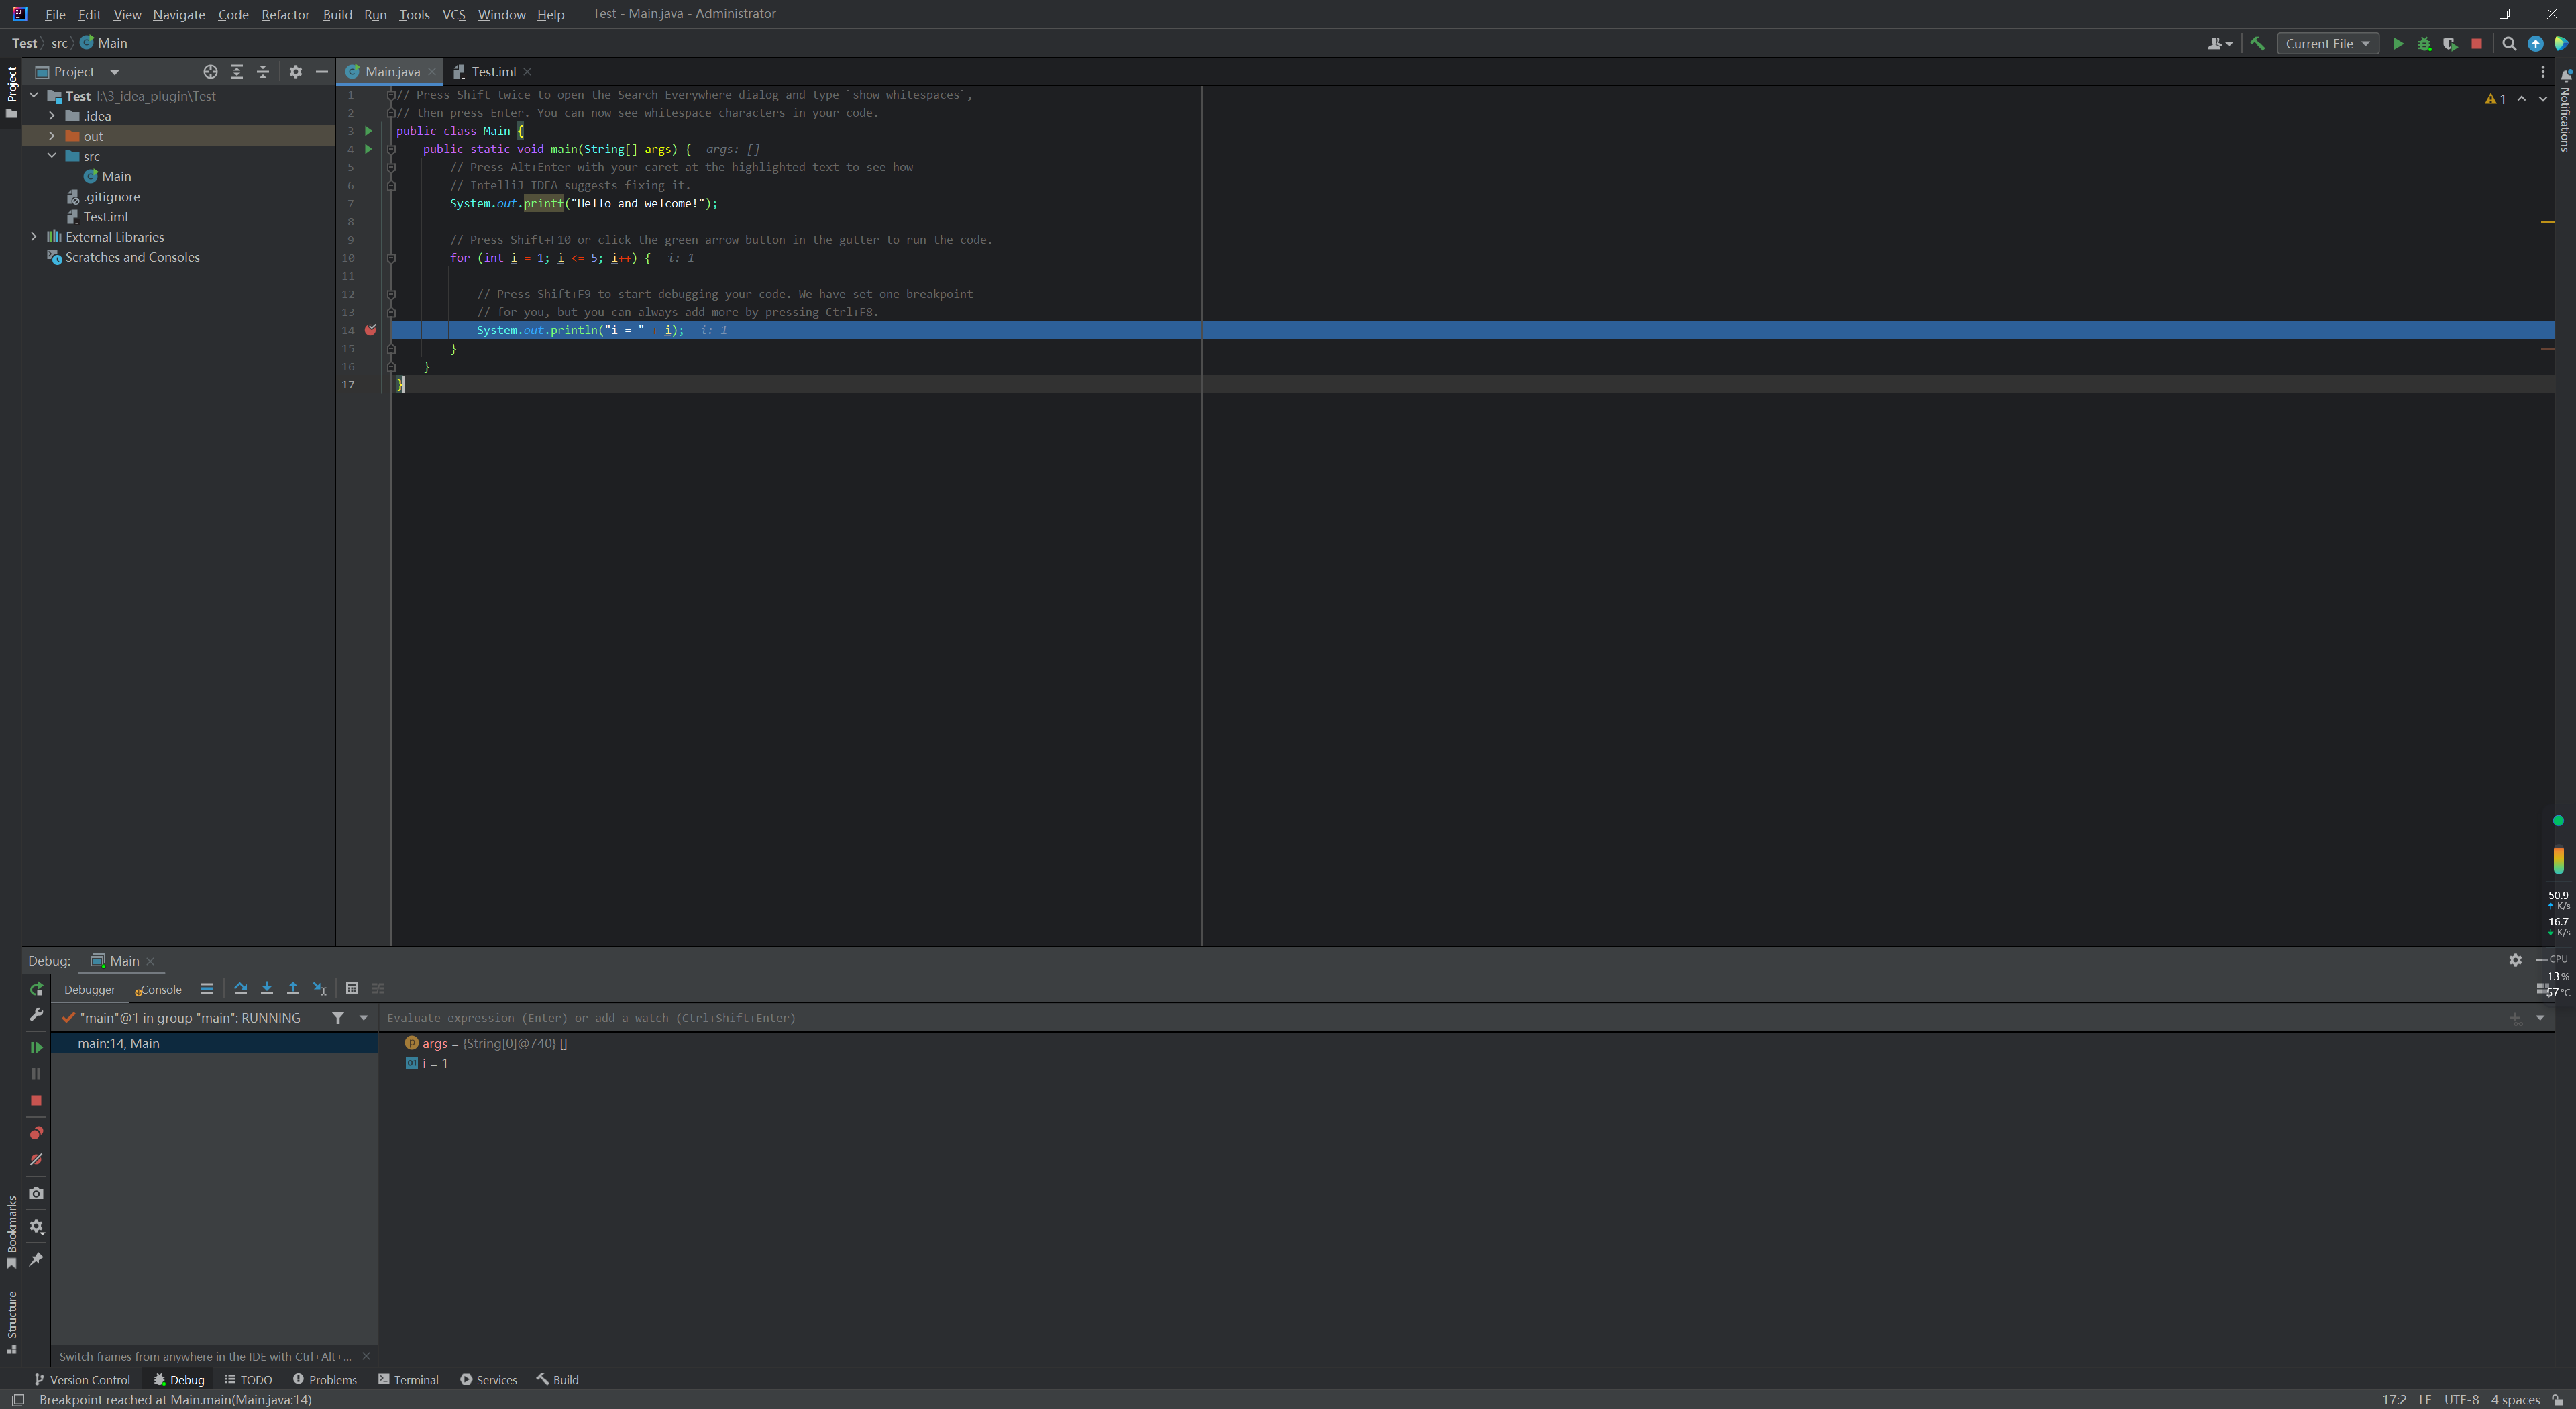 File Edit View Navigate Code Refactor Build Run Tools VCS Window Help Test - Main.java - Administrator
Test src Main
Current File
Project
Project
Main.java
Test.iml
Test I:\3_idea_plugin\Test
.idea
out
src
Main
.gitignore
Test.iml
External Libraries
Scratches and Consoles
1 // Press Shift twice to open the Search Everywhere dialog and type `show whitespaces`,
2 // then press Enter. You can now see whitespace characters in your code.
3 public class Main {
4 public static void main(String[] args) { args: []
5 // Press Alt+Enter with your caret at the highlighted text to see how
6 // IntelliJ IDEA suggests fixing it.
7 System.out.printf("Hello and welcome!");
8
9 // Press Shift+F10 or click the green arrow button in the gutter to run the code.
10 for (int i = 1; i <= 5; i++) { i: 1
11
12 // Press Shift+F9 to start debugging your code. We have set one breakpoint
13 // for you, but you can always add more by pressing Ctrl+F8.
14 System.out.println("i = " + i); i: 1
15 }
16 }
17 }
1
Notifications
50.9
K/s
16.7
K/s
CPU
13%
57°C
Debug: Main
Debugger Console
"main"@1 in group "main": RUNNING
Evaluate expression (Enter) or add a watch (Ctrl+Shift+Enter)
main:14, Main
args = {String[0]@740} []
i = 1
Bookmarks
Structure
Switch frames from anywhere in the IDE with Ctrl+Alt+...
Version Control Debug TODO Problems Terminal Services Build
Breakpoint reached at Main.main(Main.java:14)
17:2 LF UTF-8 4 spaces